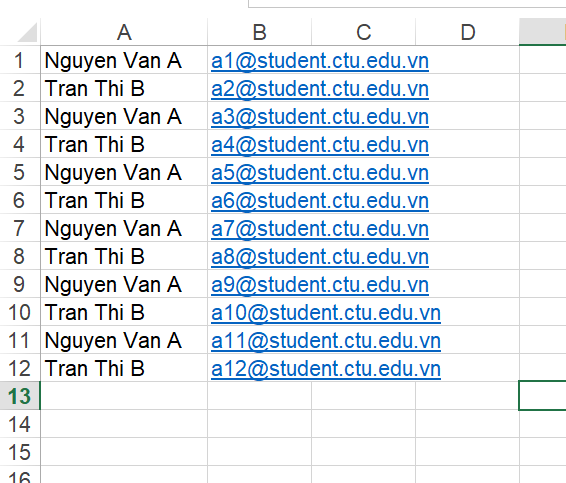 A B C D
1 Nguyen Van A a1@student.ctu.edu.vn
2 Tran Thi B a2@student.ctu.edu.vn
3 Nguyen Van A a3@student.ctu.edu.vn
4 Tran Thi B a4@student.ctu.edu.vn
5 Nguyen Van A a5@student.ctu.edu.vn
6 Tran Thi B a6@student.ctu.edu.vn
7 Nguyen Van A a7@student.ctu.edu.vn
8 Tran Thi B a8@student.ctu.edu.vn
9 Nguyen Van A a9@student.ctu.edu.vn
10 Tran Thi B a10@student.ctu.edu.vn
11 Nguyen Van A a11@student.ctu.edu.vn
12 Tran Thi B a12@student.ctu.edu.vn
13
14
15
16